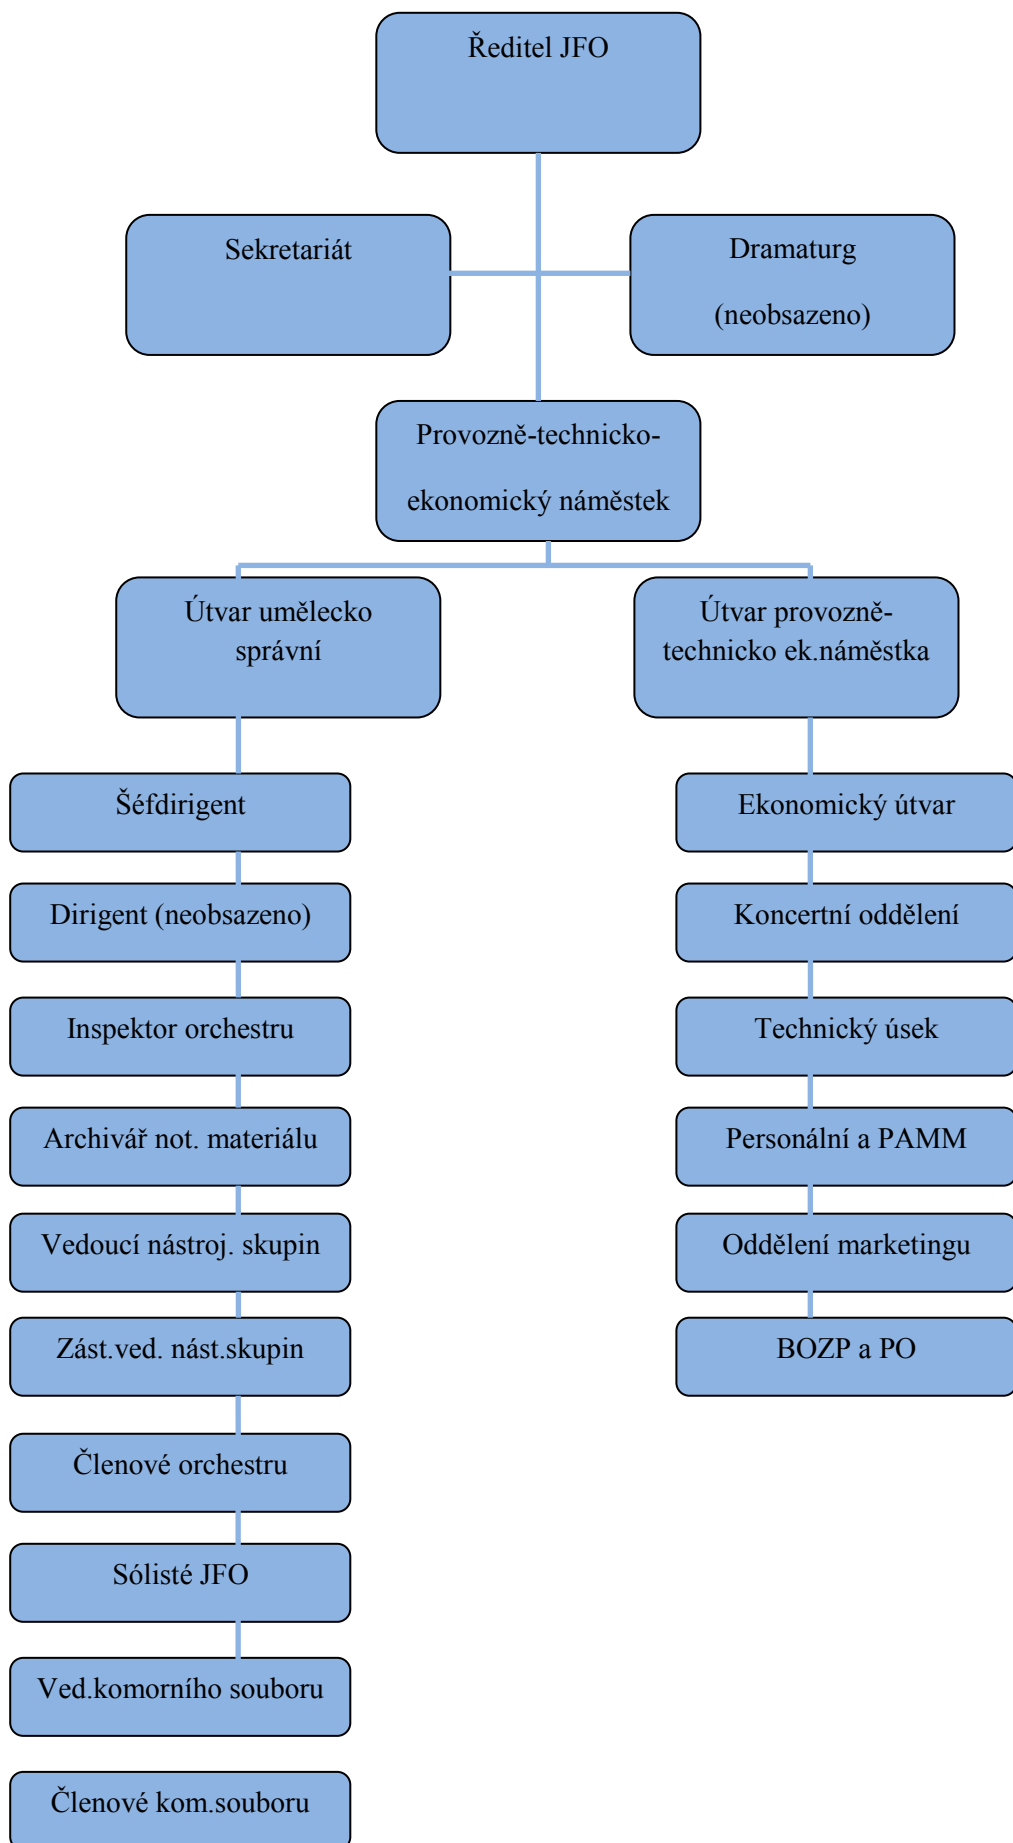 Ředitel JFO
Sekretariát
Dramaturg
(neobsazeno)
Provozně-technicko-
ekonomický náměstek
Útvar umělecko
správní
Útvar provozně-
technicko ek.náměstka
Šéfdirigent
Dirigent (neobsazeno)
Inspektor orchestru
Archivář not. materiálu
Vedoucí nástroj. skupin
Zást.ved. nást.skupin
Členové orchestru
Sólisté JFO
Ved.komorního souboru
Členové kom.souboru
Ekonomický útvar
Koncertní oddělení
Technický úsek
Personální a PAMM
Oddělení marketingu
BOZP a PO